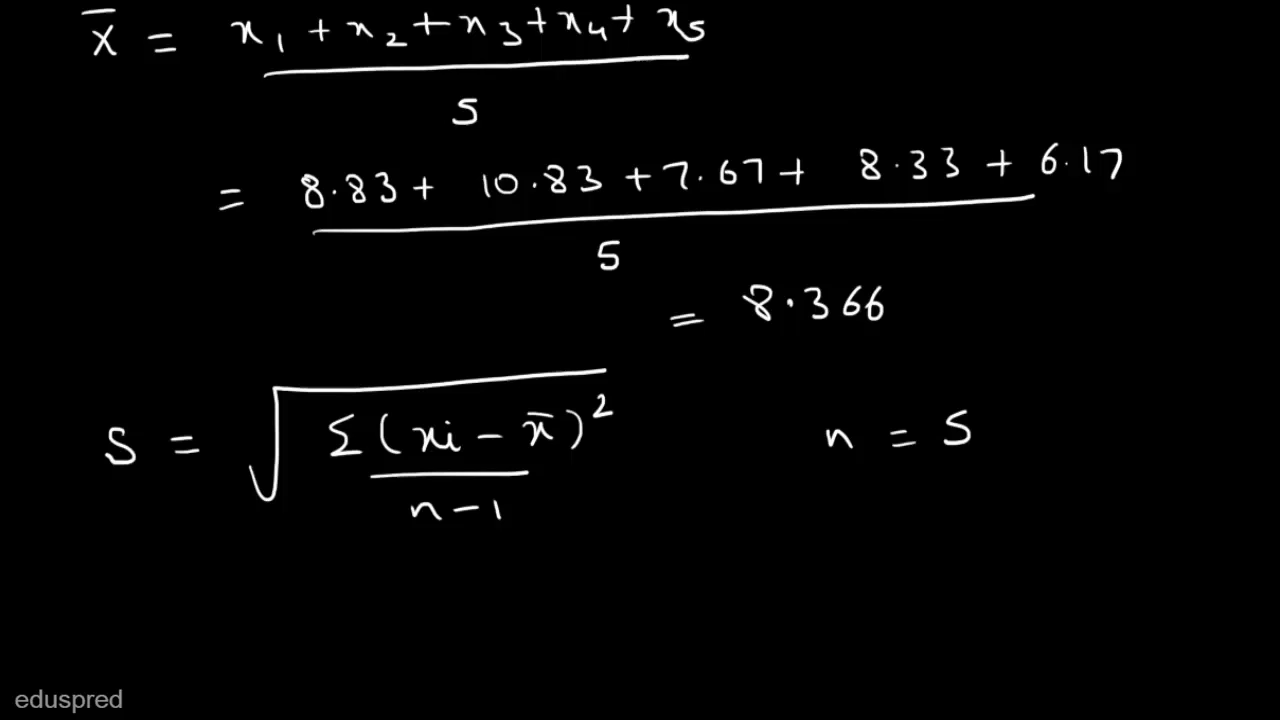 x̄ = x₁ + x₂ + x₃ + x₄ + x₅
5
= 8.83 + 10.83 + 7.67 + 8.33 + 6.17
5
= 8.366
S = √ Σ(xi - x̄)² n = 5
n - 1
eduspred